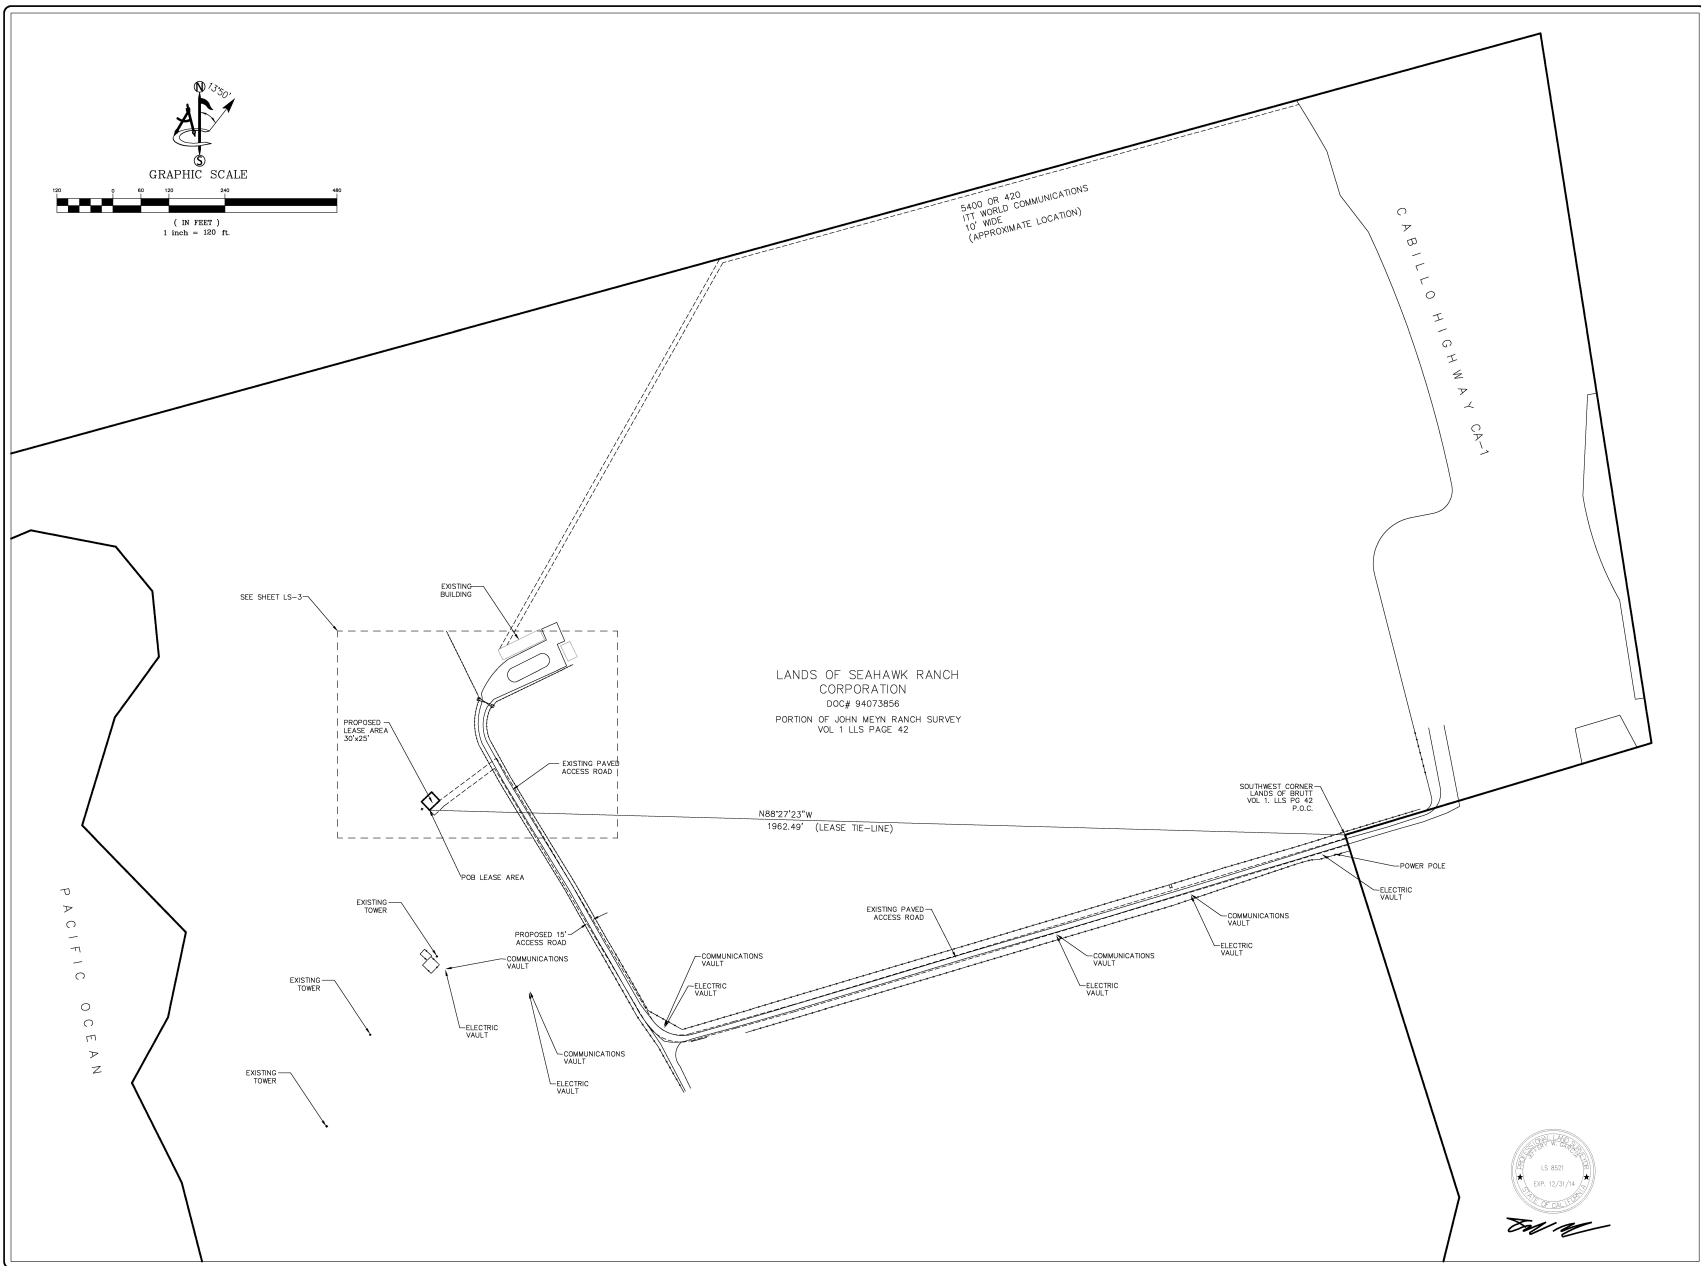 N
13°50'
S
GRAPHIC SCALE
120 0 60 120 240 480
( IN FEET )
1 inch = 120 ft.
5400 OR 420
ITT WORLD COMMUNICATIONS
10' WIDE
(APPROXIMATE LOCATION)
CABILLO HIGHWAY CA-1
SEE SHEET LS-3
EXISTING
BUILDING
LANDS OF SEAHAWK RANCH
CORPORATION
DOC# 94073856
PORTION OF JOHN MEYN RANCH SURVEY
VOL 1 LLS PAGE 42
PROPOSED
LEASE AREA
30'x25'
EXISTING PAVED
ACCESS ROAD
N88°27'23"W
1962.49' (LEASE TIE-LINE)
SOUTHWEST CORNER
LANDS OF BRUTT
VOL 1. LLS PG 42
P.O.C.
POWER POLE
ELECTRIC
VAULT
POB LEASE AREA
EXISTING
TOWER
PROPOSED 15'
ACCESS ROAD
EXISTING PAVED
ACCESS ROAD
COMMUNICATIONS
VAULT
ELECTRIC
VAULT
COMMUNICATIONS
VAULT
ELECTRIC
VAULT
COMMUNICATIONS
VAULT
ELECTRIC
VAULT
COMMUNICATIONS
VAULT
EXISTING
TOWER
ELECTRIC
VAULT
COMMUNICATIONS
VAULT
ELECTRIC
VAULT
EXISTING
TOWER
PACIFIC OCEAN
PROFESSIONAL LAND SURVEYOR
LS 8521
EXP. 12/31/14
STATE OF CALIFORNIA